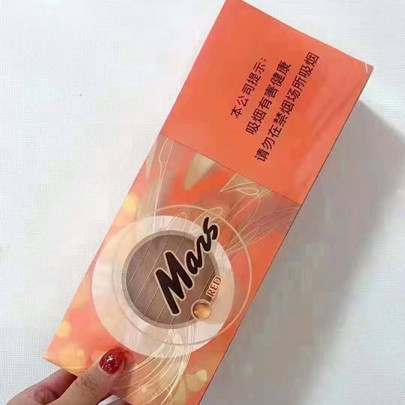 本公司提示:
吸烟有害健康
请勿在禁烟场所吸烟
Mars
RED